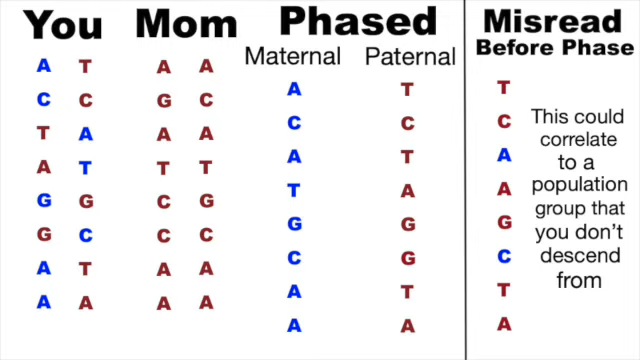 You Mom Phased Misread
Before Phase
Maternal Paternal
A T A A A T T
C C G C C C C
T A A A A T A
A T T T T A A
G G C G G G G
G C C C C G C
A T A A A T T
A A A A A A A
This could
correlate
to a
population
group that
you don't
descend
from